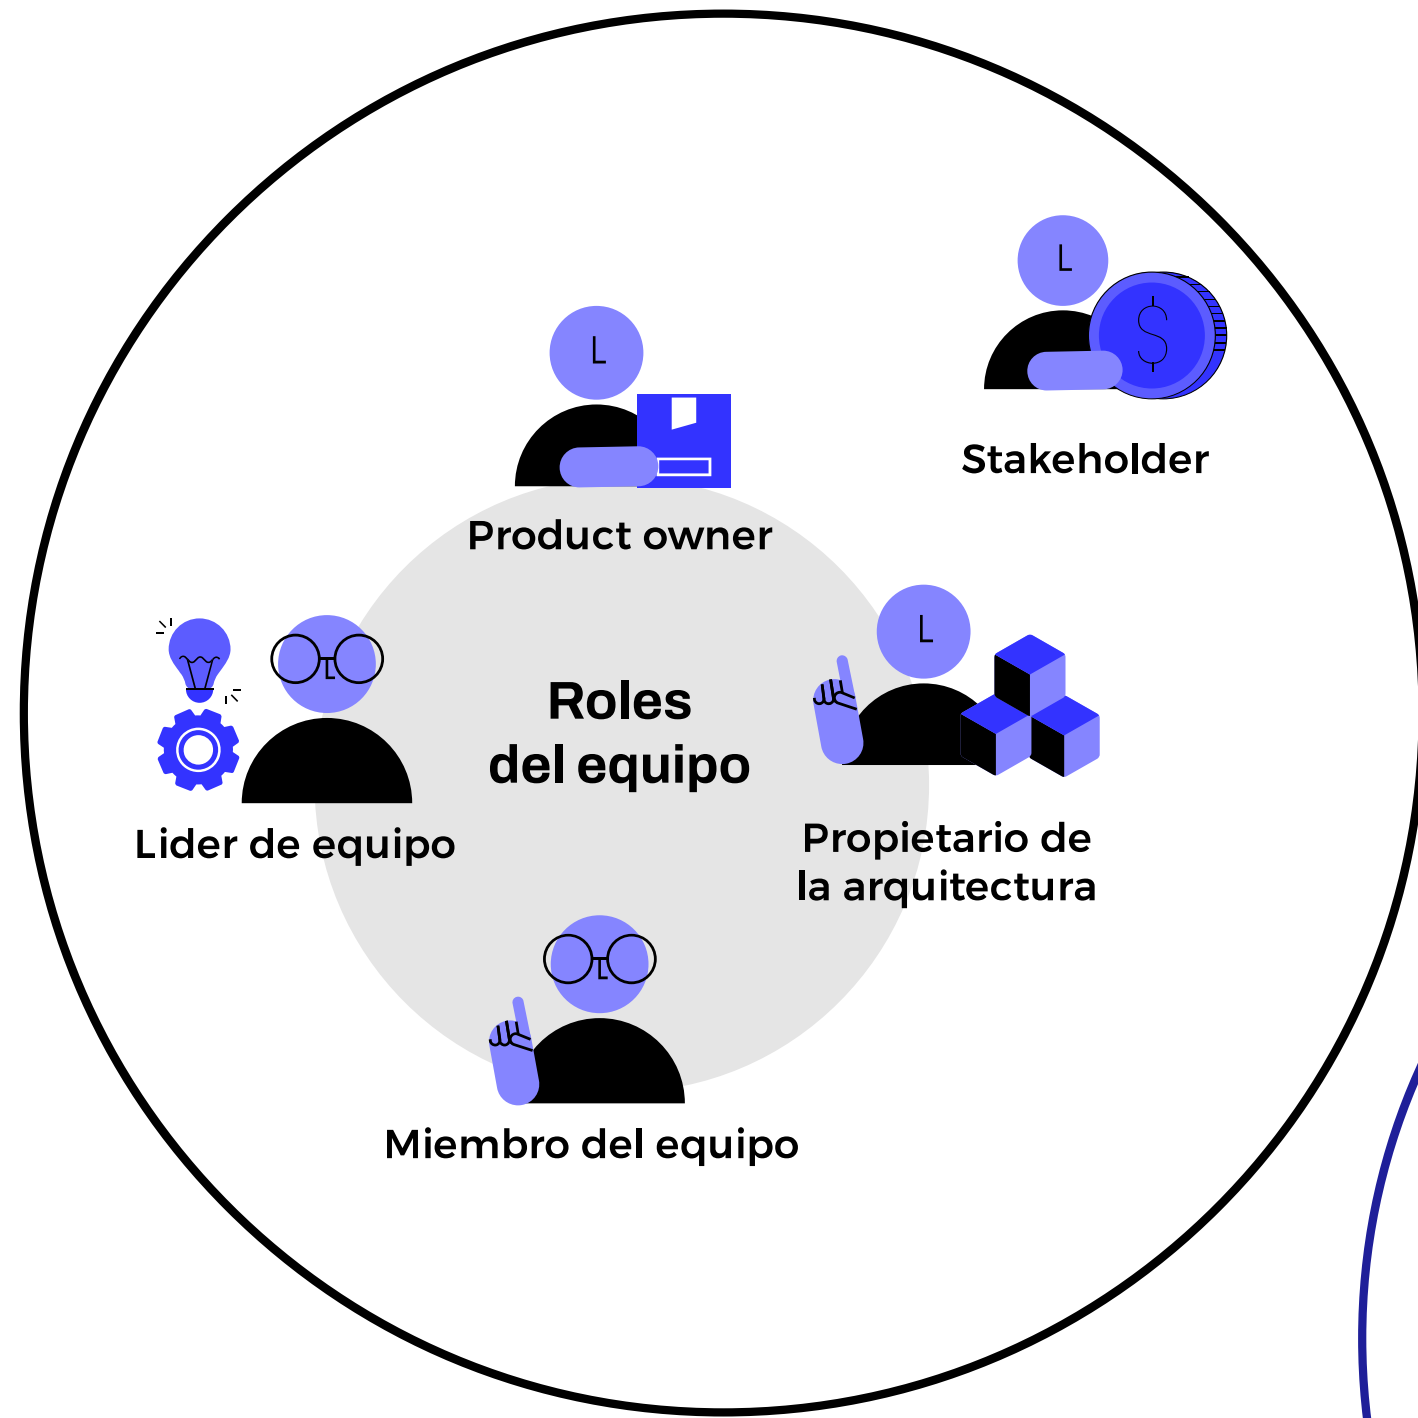 Stakeholder
Product owner
Roles
del equipo
Lider de equipo
Propietario de
la arquitectura
Miembro del equipo
$